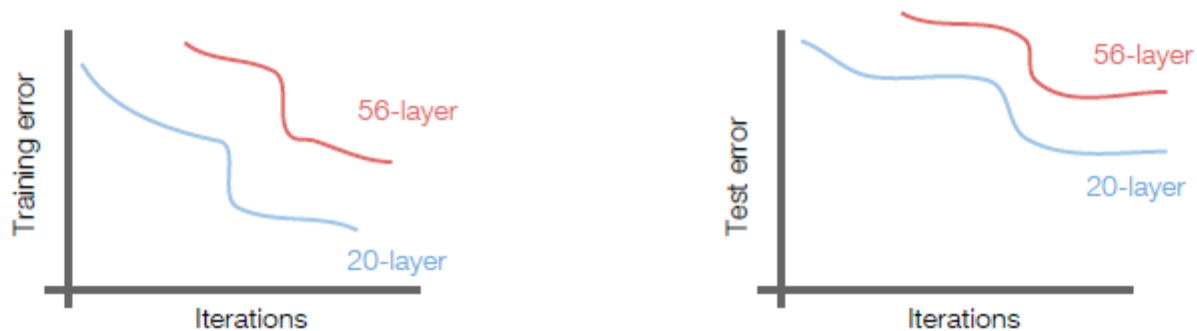 Training error
56-layer
20-layer
Iterations
Test error
56-layer
20-layer
Iterations